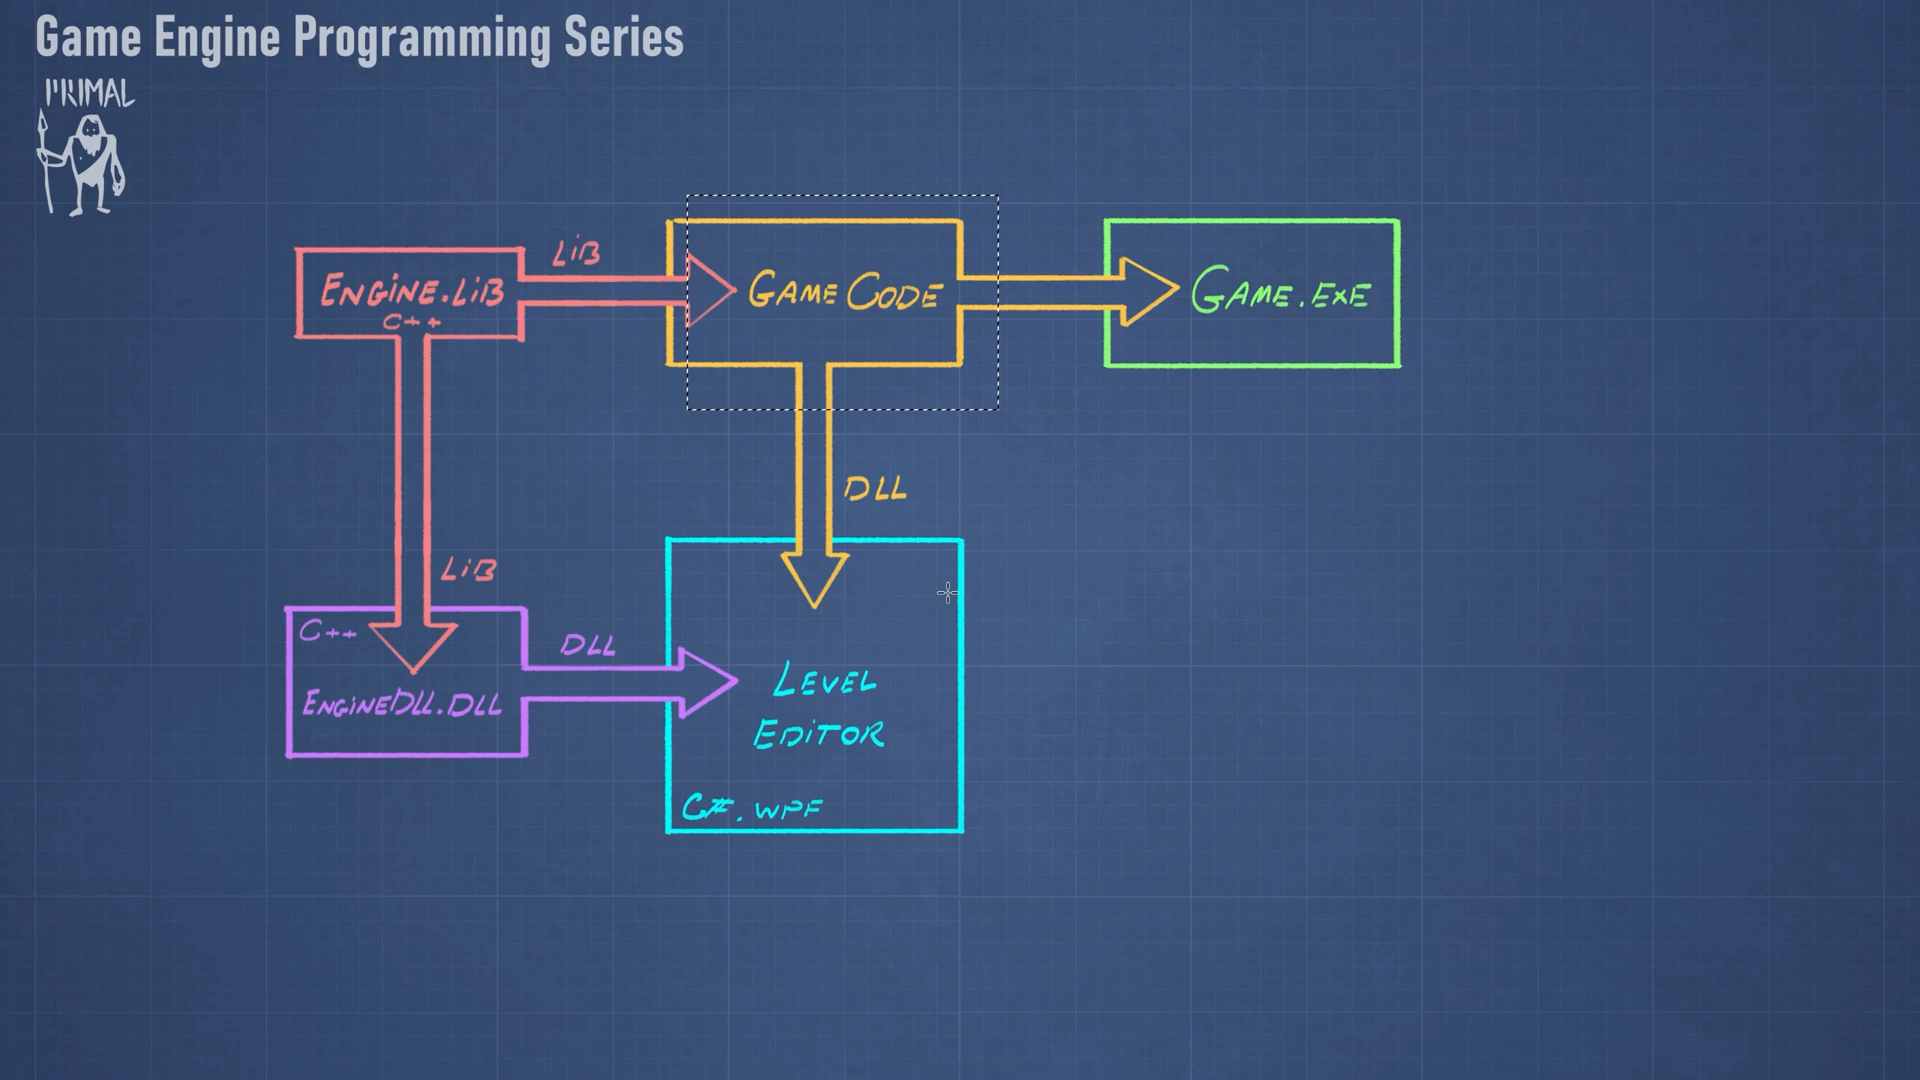 Game Engine Programming Series
PRIMAL
LiB
ENGiNE.LiB
C++
GAME CODE
GAME.EXE
DLL
LiB
C++
DLL
ENGiNEDLL.DLL
LEVEL
EDiTOR
C#. WPF